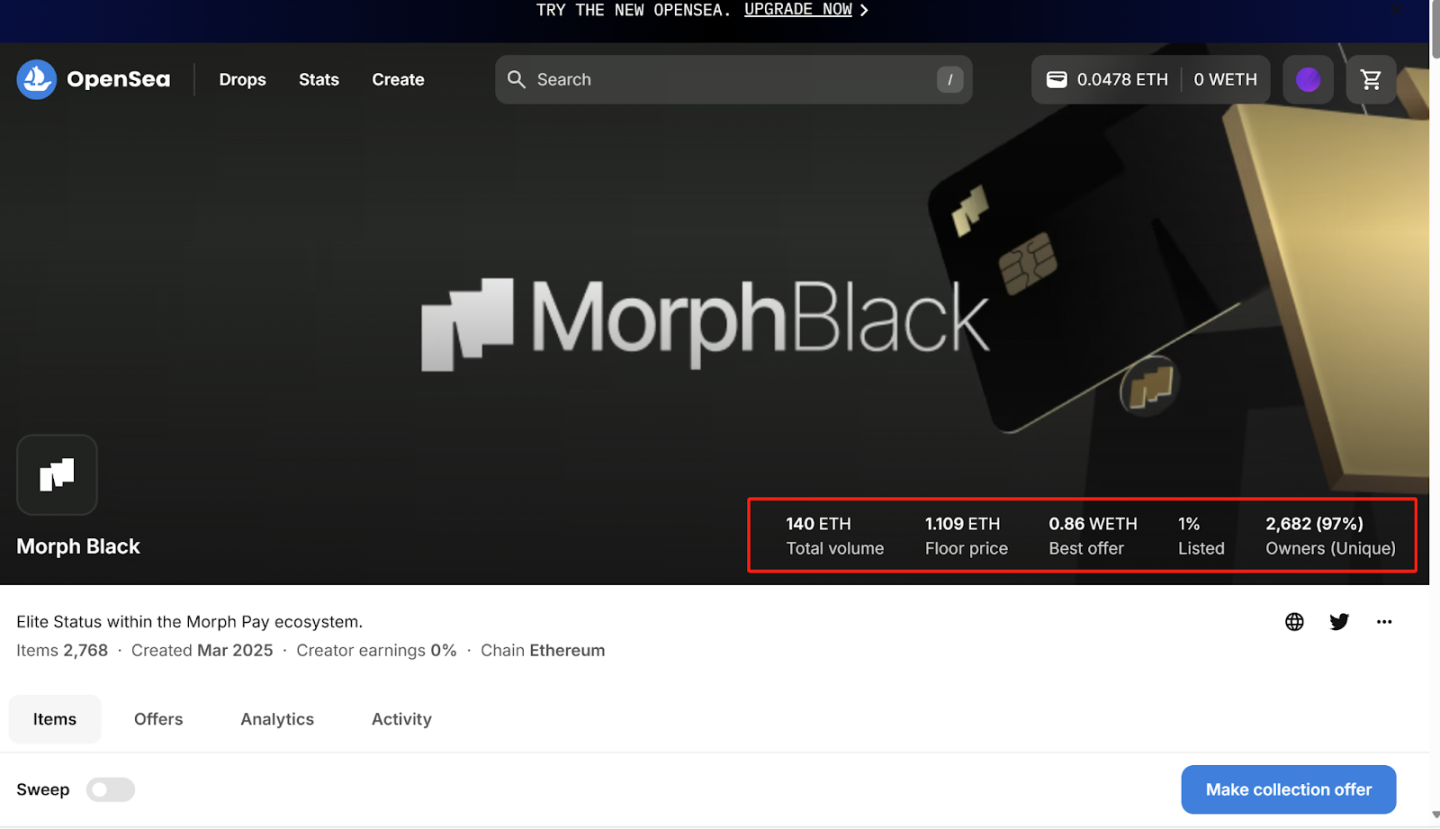 TRY THE NEW OPENSEA. UPGRADE NOW
OpenSea Drops Stats Create Search / 0.0478 ETH 0 WETH
MorphBlack
Morph Black
140 ETH 1.109 ETH 0.86 WETH 1% 2,682 (97%)
Total volume Floor price Best offer Listed Owners (Unique)
Elite Status within the Morph Pay ecosystem.
Items 2,768 · Created Mar 2025 · Creator earnings 0% · Chain Ethereum
Items Offers Analytics Activity
Sweep Make collection offer